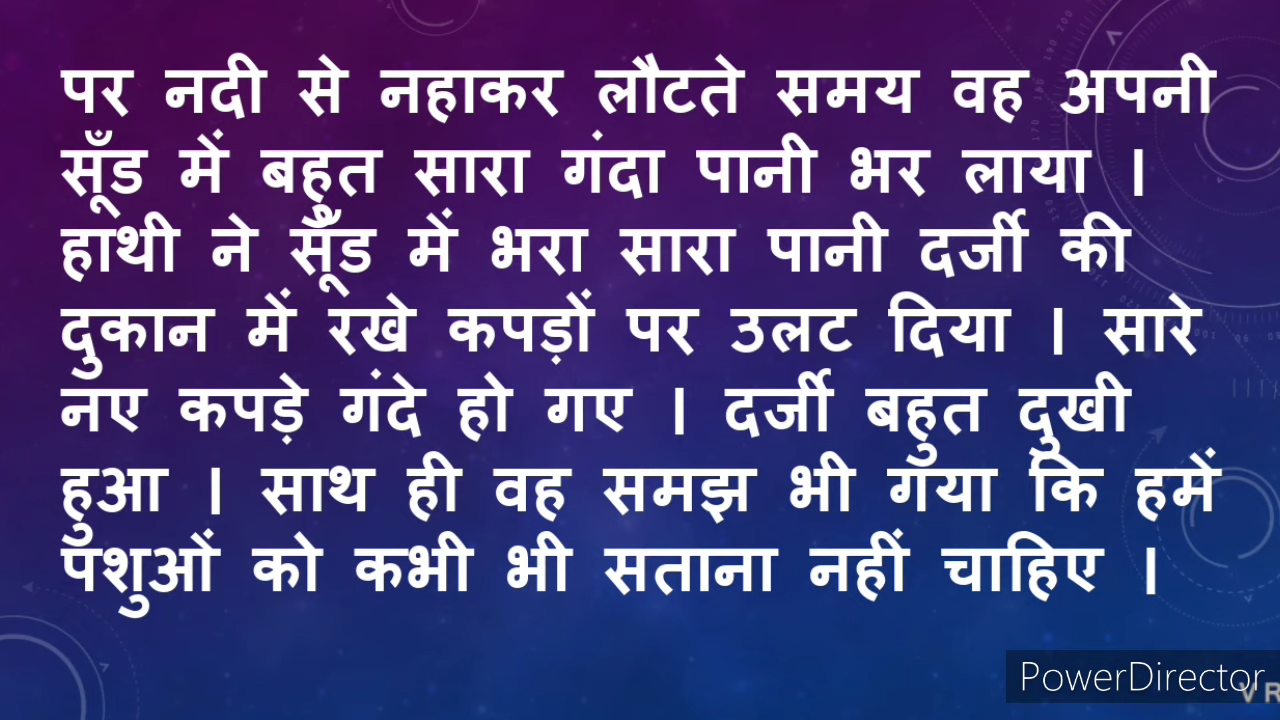 पर नदी से नहाकर लौटते समय वह अपनी
सूँड में बहुत सारा गंदा पानी भर लाया ।
हाथी ने सूँड में भरा सारा पानी दर्जी की
दुकान में रखे कपड़ों पर उलट दिया । सारे
नए कपड़े गंदे हो गए । दर्जी बहुत दुखी
हुआ । साथ ही वह समझ भी गया कि हमें
पशुओं को कभी भी सताना नहीं चाहिए ।
PowerDirector